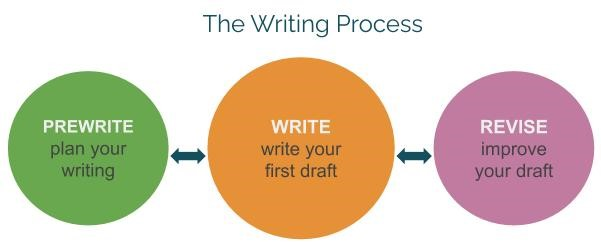 The Writing Process
PREWRITE
plan your
writing
WRITE
write your
first draft
REVISE
improve
your draft